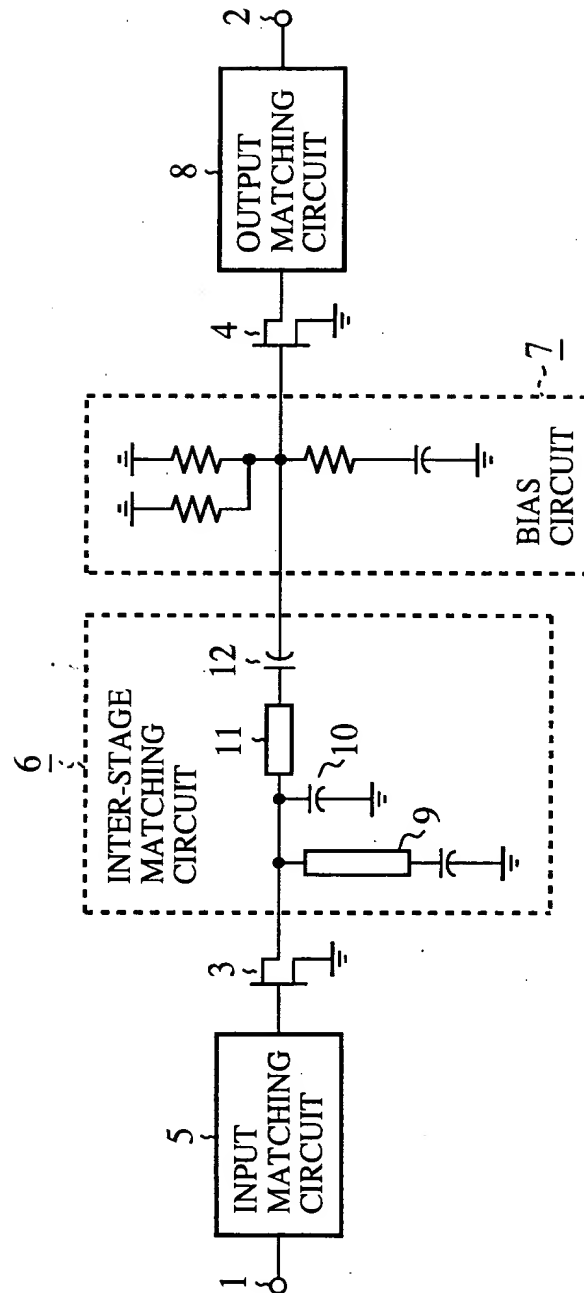 1
5
INPUT
MATCHING
CIRCUIT
3
6
INTER-STAGE
MATCHING
CIRCUIT
9
10
11
12
BIAS
CIRCUIT
7
4
8
OUTPUT
MATCHING
CIRCUIT
2